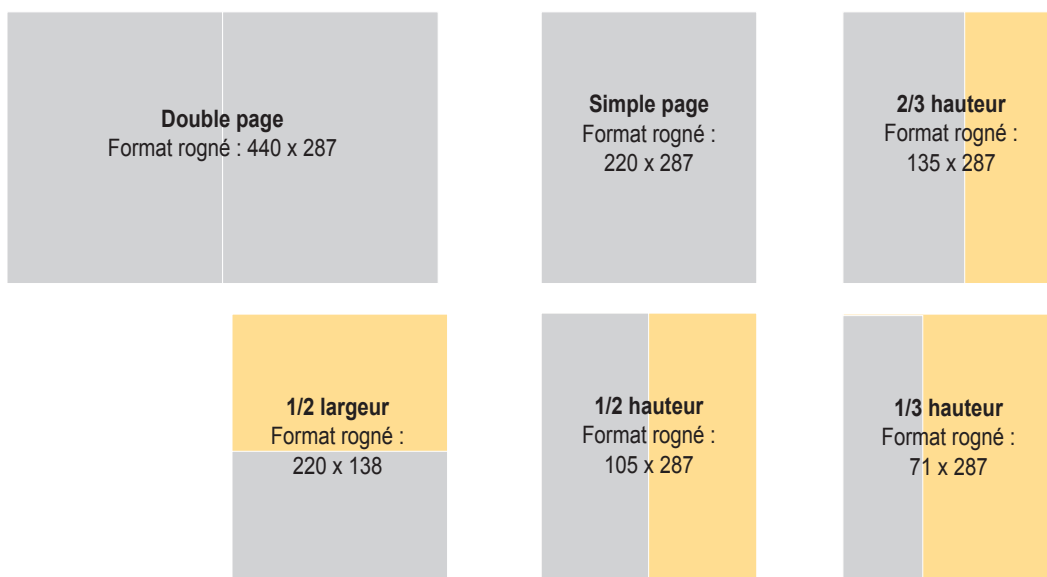 Double page
Format rogné : 440 x 287
Simple page
Format rogné :
220 x 287
2/3 hauteur
Format rogné :
135 x 287
1/2 largeur
Format rogné :
220 x 138
1/2 hauteur
Format rogné :
105 x 287
1/3 hauteur
Format rogné :
71 x 287